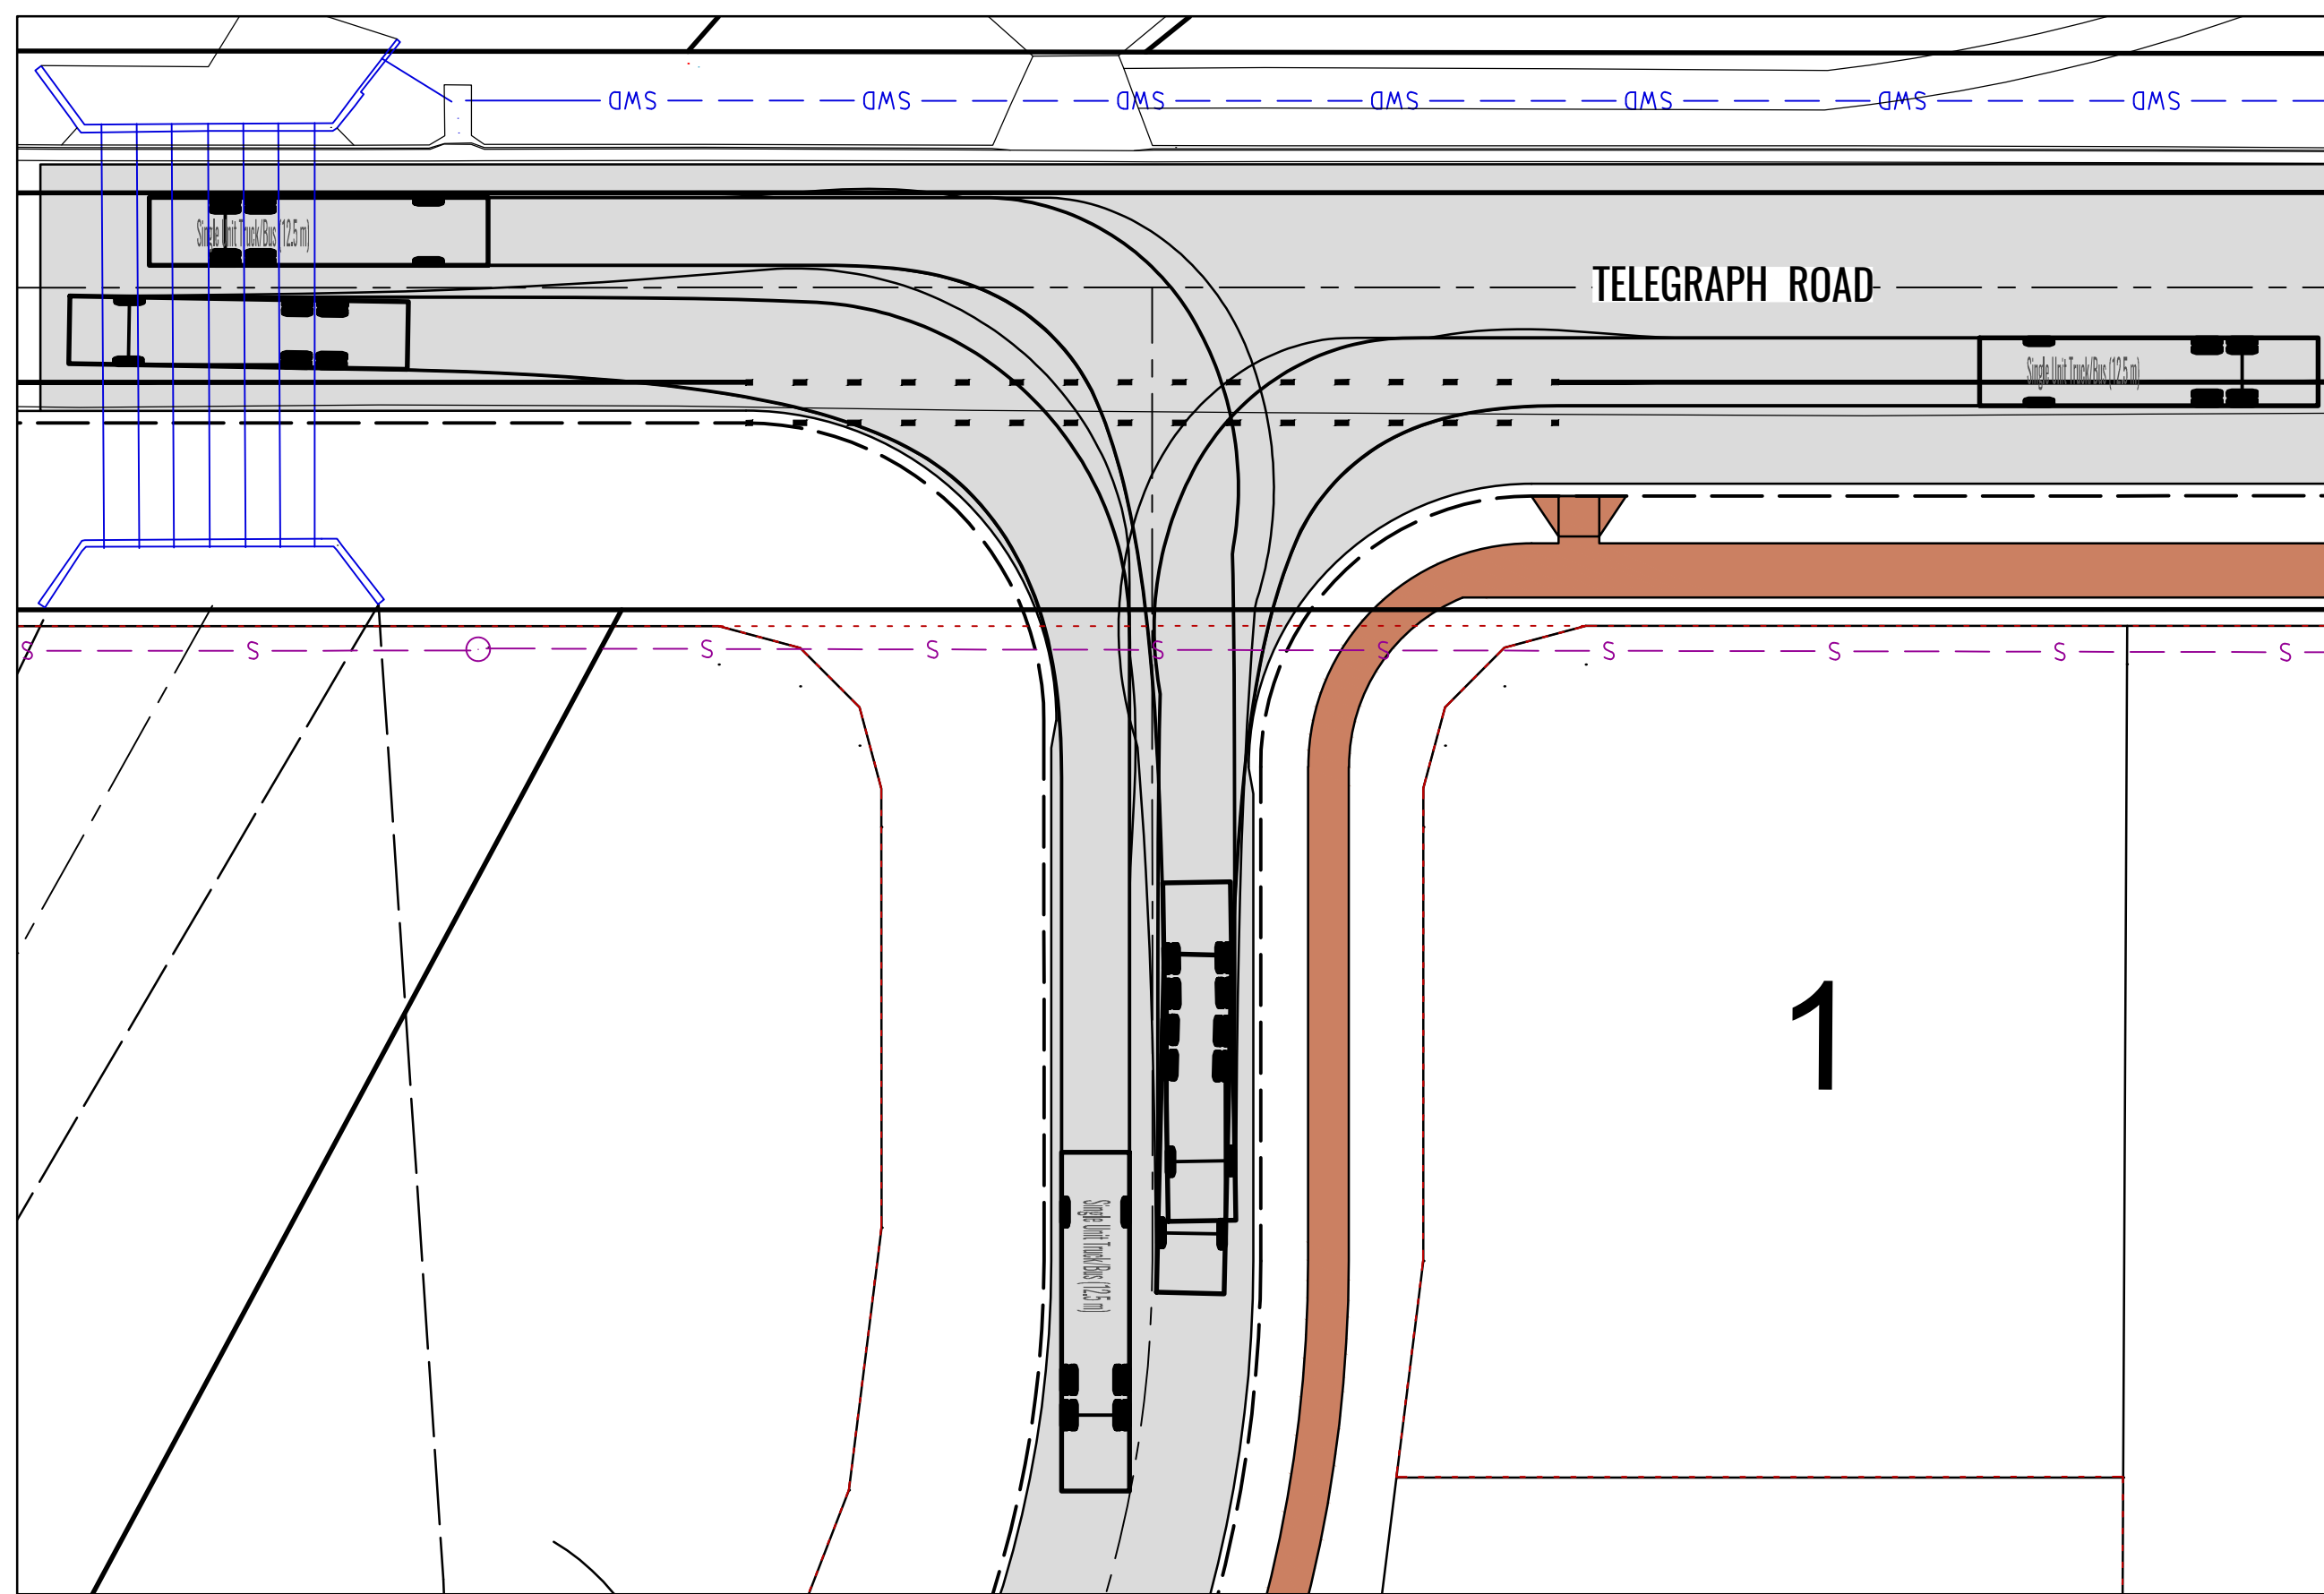 SWD SWD SWD SWD SWD SWD SWD
Single Unit Truck/Bus (12.5 m)
TELEGRAPH ROAD
Single Unit Truck/Bus (12.5 m)
S S S S S S S S S S S
1
Single Unit Truck/Bus (12.5 m)